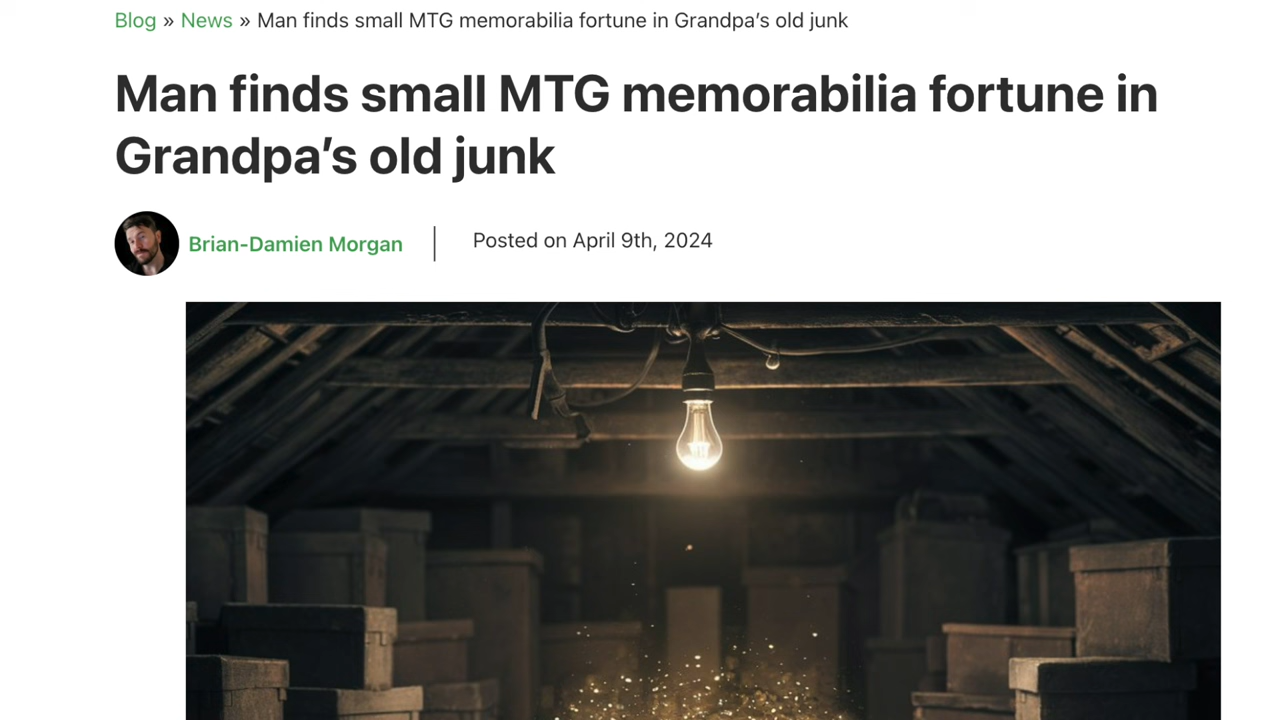 Blog » News » Man finds small MTG memorabilia fortune in Grandpa’s old junk
Man finds small MTG memorabilia fortune in
Grandpa’s old junk
Brian-Damien Morgan
Posted on April 9th, 2024